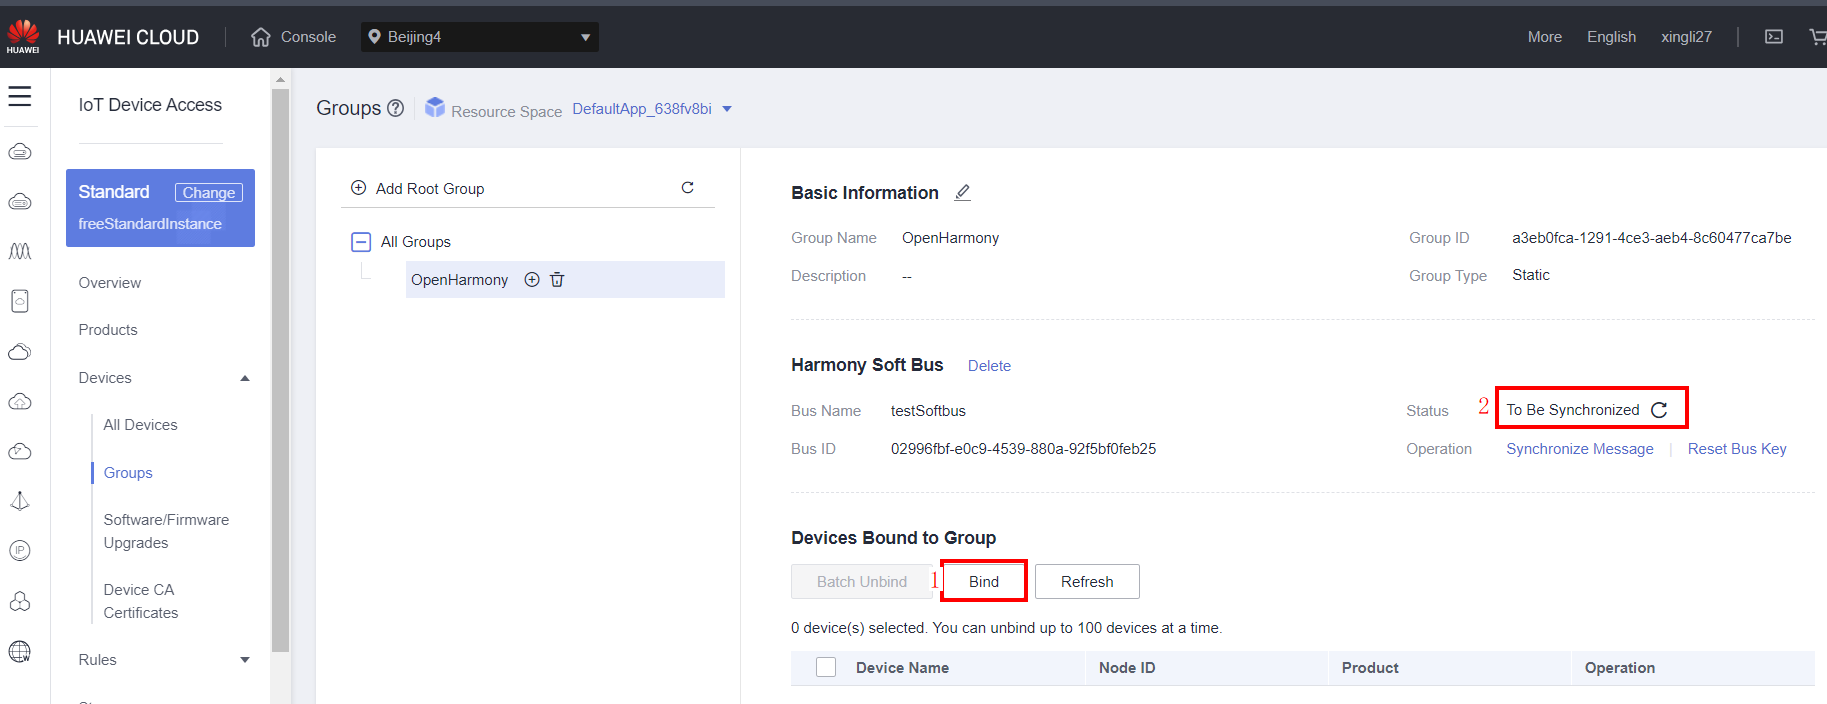 HUAWEI
HUAWEI CLOUD
Console
Beijing4
More
English
xingli27
IoT Device Access
Standard
Change
freeStandardInstance
Overview
Products
Devices
All Devices
Groups
Software/Firmware
Upgrades
Device CA
Certificates
Rules
Groups ?
Resource Space
DefaultApp_638fv8bi
Add Root Group
All Groups
OpenHarmony
Basic Information
Group Name OpenHarmony
Group ID a3eb0fca-1291-4ce3-aeb4-8c60477ca7be
Description --
Group Type Static
Harmony Soft Bus Delete
Bus Name testSoftbus
Status 2 To Be Synchronized
Bus ID 02996fbf-e0c9-4539-880a-92f5bf0feb25
Operation Synchronize Message | Reset Bus Key
Devices Bound to Group
Batch Unbind 1 Bind Refresh
0 device(s) selected. You can unbind up to 100 devices at a time.
Device Name Node ID Product Operation
IP
W